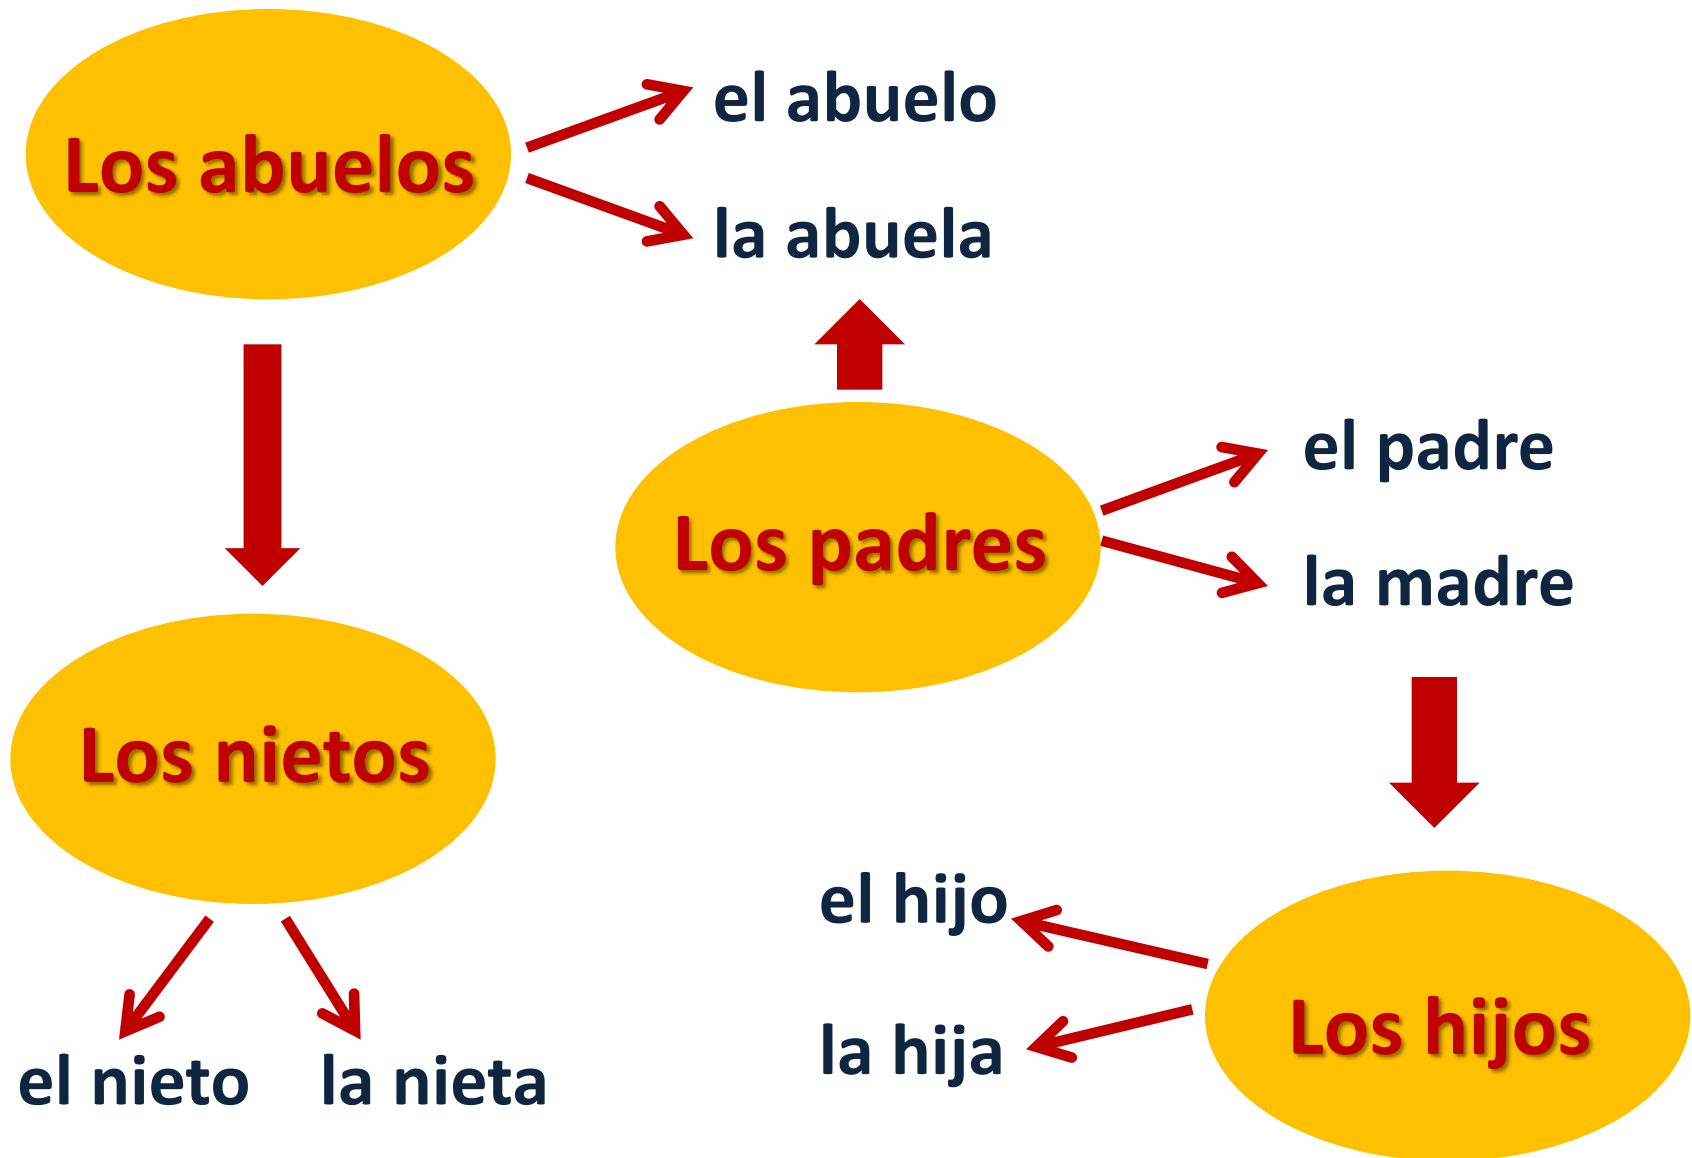 Los abuelos
el abuelo
la abuela
Los padres
el padre
la madre
Los nietos
el nieto
la nieta
el hijo
la hija
Los hijos